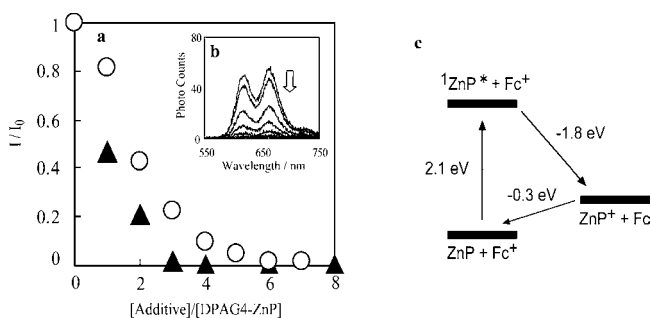 a
1
0.8
0.6
0.4
0.2
0
I / I0
0 2 4 6 8
[Additive]/[DPAG4-ZnP]
b
80
40
0
Photo Counts
550 650 750
Wavelength / nm
c
1ZnP* + Fc+
-1.8 eV
2.1 eV
-0.3 eV
ZnP+ + Fc
ZnP + Fc+